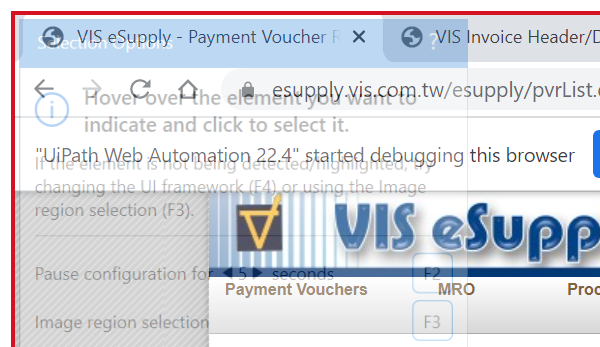 VIS eSupply - Payment Voucher R
VIS Invoice Header/D
Selection Options
?
esupply.vis.com.tw/esupply/pvrList.
Hover over the element you want to
indicate and click to select it.
"UiPath Web Automation 22.4" started debugging this browser
If the element is not being detected/highlighted, try
changing the UI framework (F4) or using the Image
region selection (F3).
VIS eSupply
Pause configuration for 5 seconds
F2
Payment Vouchers
MRO
Proc
Image region selection
F3